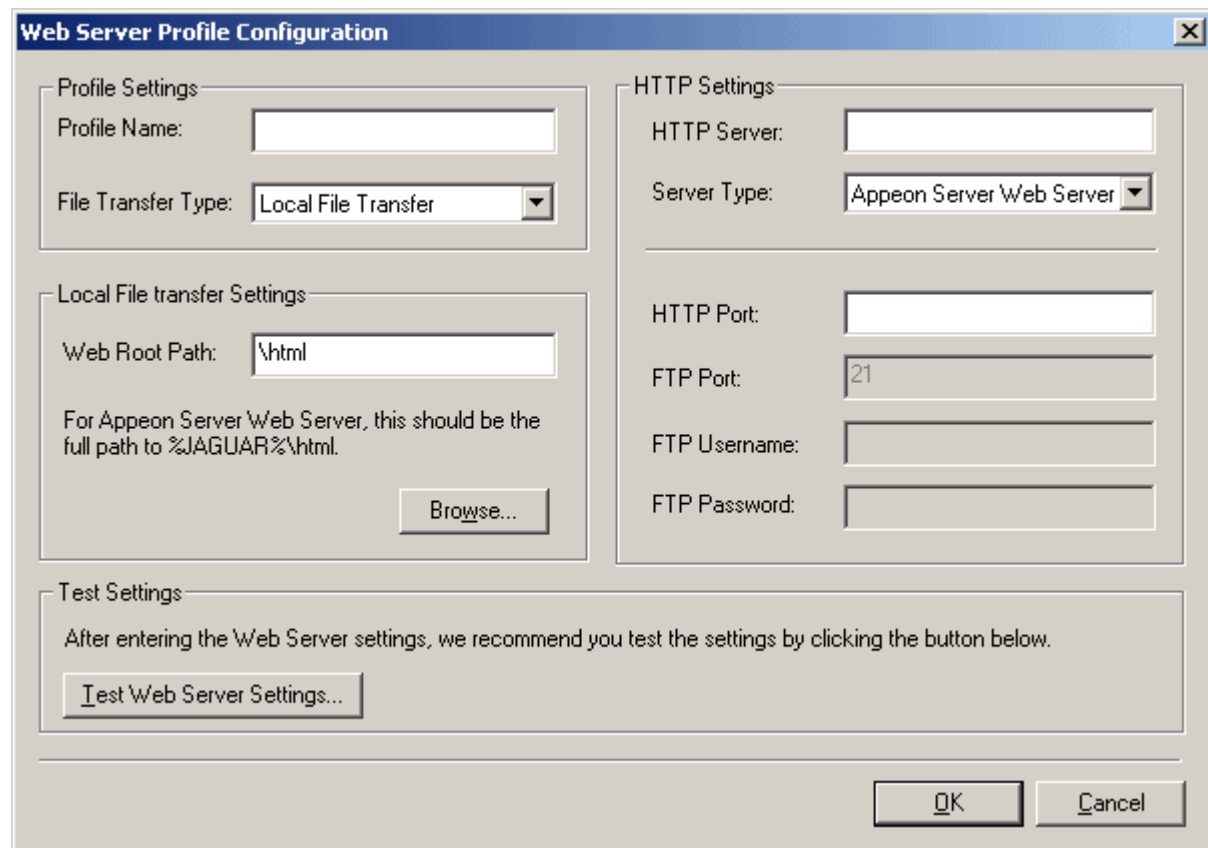 Web Server Profile Configuration
Profile Settings
Profile Name:
File Transfer Type: Local File Transfer
Local File transfer Settings
Web Root Path: \html
For Appeon Server Web Server, this should be the
full path to %JAGUAR%\html.
Browse...
HTTP Settings
HTTP Server:
Server Type: Appeon Server Web Server
HTTP Port:
FTP Port: 21
FTP Username:
FTP Password:
Test Settings
After entering the Web Server settings, we recommend you test the settings by clicking the button below.
Test Web Server Settings...
OK Cancel